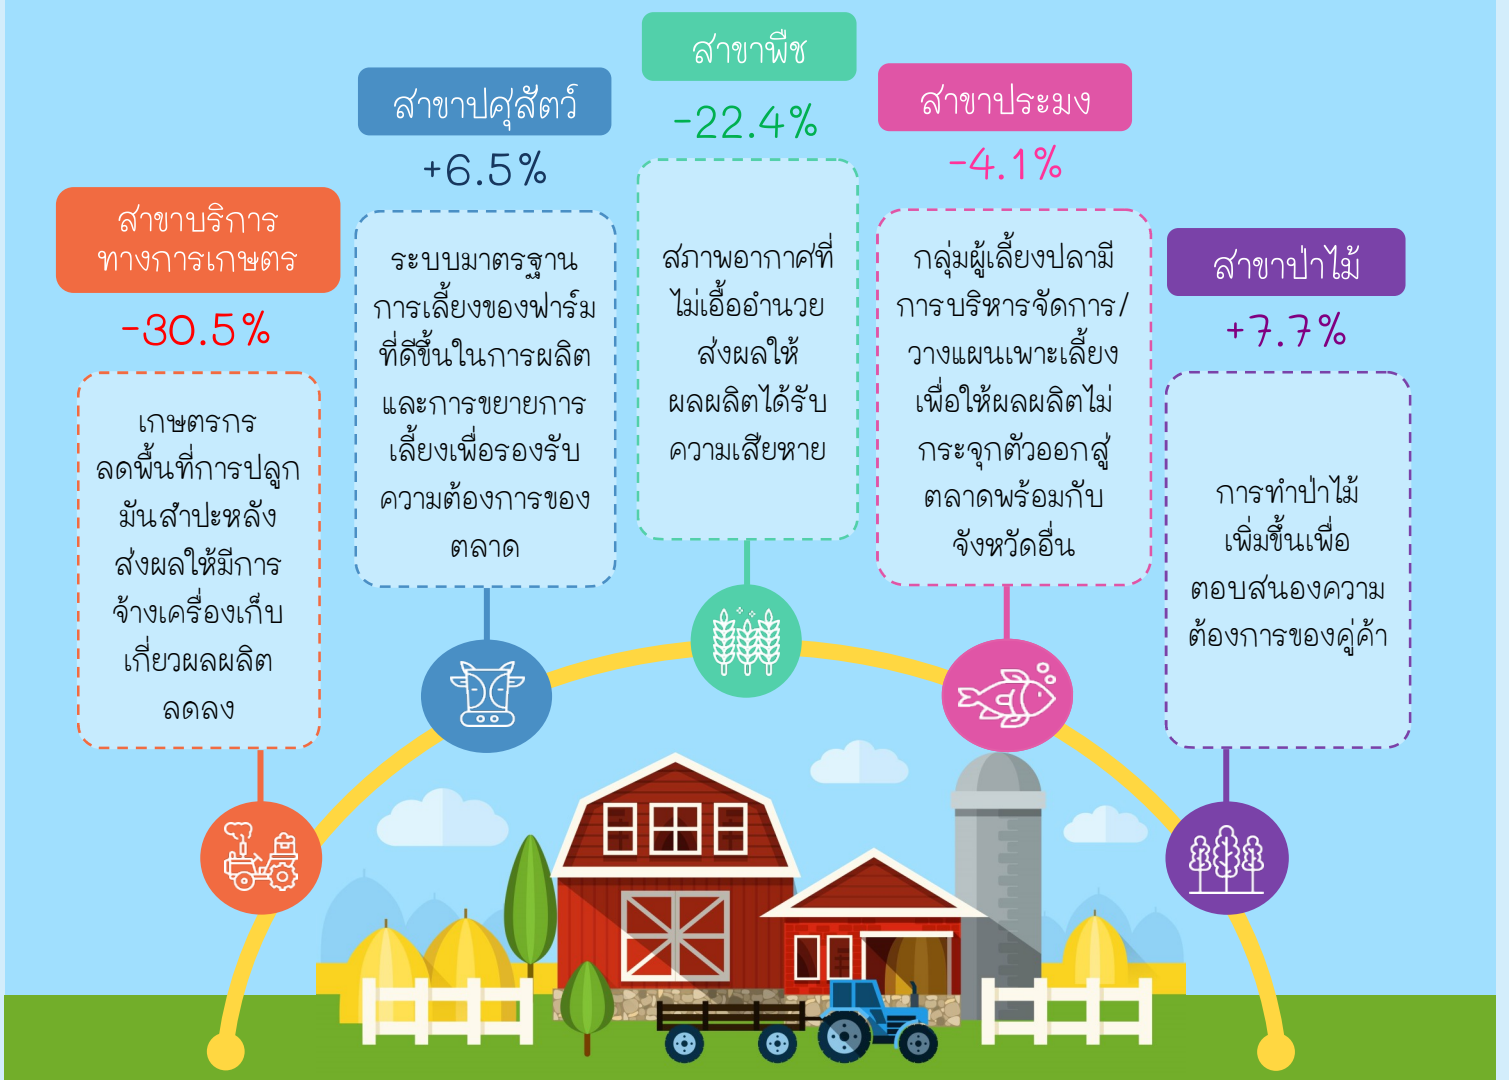 สาขาบริการ
ทางการเกษตร
-30.5%
เกษตรกร
ลดพื้นที่การปลูก
มันสำปะหลัง
ส่งผลให้มีการ
จ้างเครื่องเก็บ
เกี่ยวผลผลิต
ลดลง
สาขาปศุสัตว์
+6.5%
ระบบมาตรฐาน
การเลี้ยงของฟาร์ม
ที่ดีขึ้นในการผลิต
และการขยายการ
เลี้ยงเพื่อรองรับ
ความต้องการของ
ตลาด
สาขาพืช
-22.4%
สภาพอากาศที่
ไม่เอื้ออำนวย
ส่งผลให้
ผลผลิตได้รับ
ความเสียหาย
สาขาประมง
-4.1%
กลุ่มผู้เลี้ยงปลามี
การบริหารจัดการ/
วางแผนเพาะเลี้ยง
เพื่อให้ผลผลิตไม่
กระจุกตัวออกสู่
ตลาดพร้อมกับ
จังหวัดอื่น
สาขาป่าไม้
+7.7%
การทำป่าไม้
เพิ่มขึ้นเพื่อ
ตอบสนองความ
ต้องการของคู่ค้า